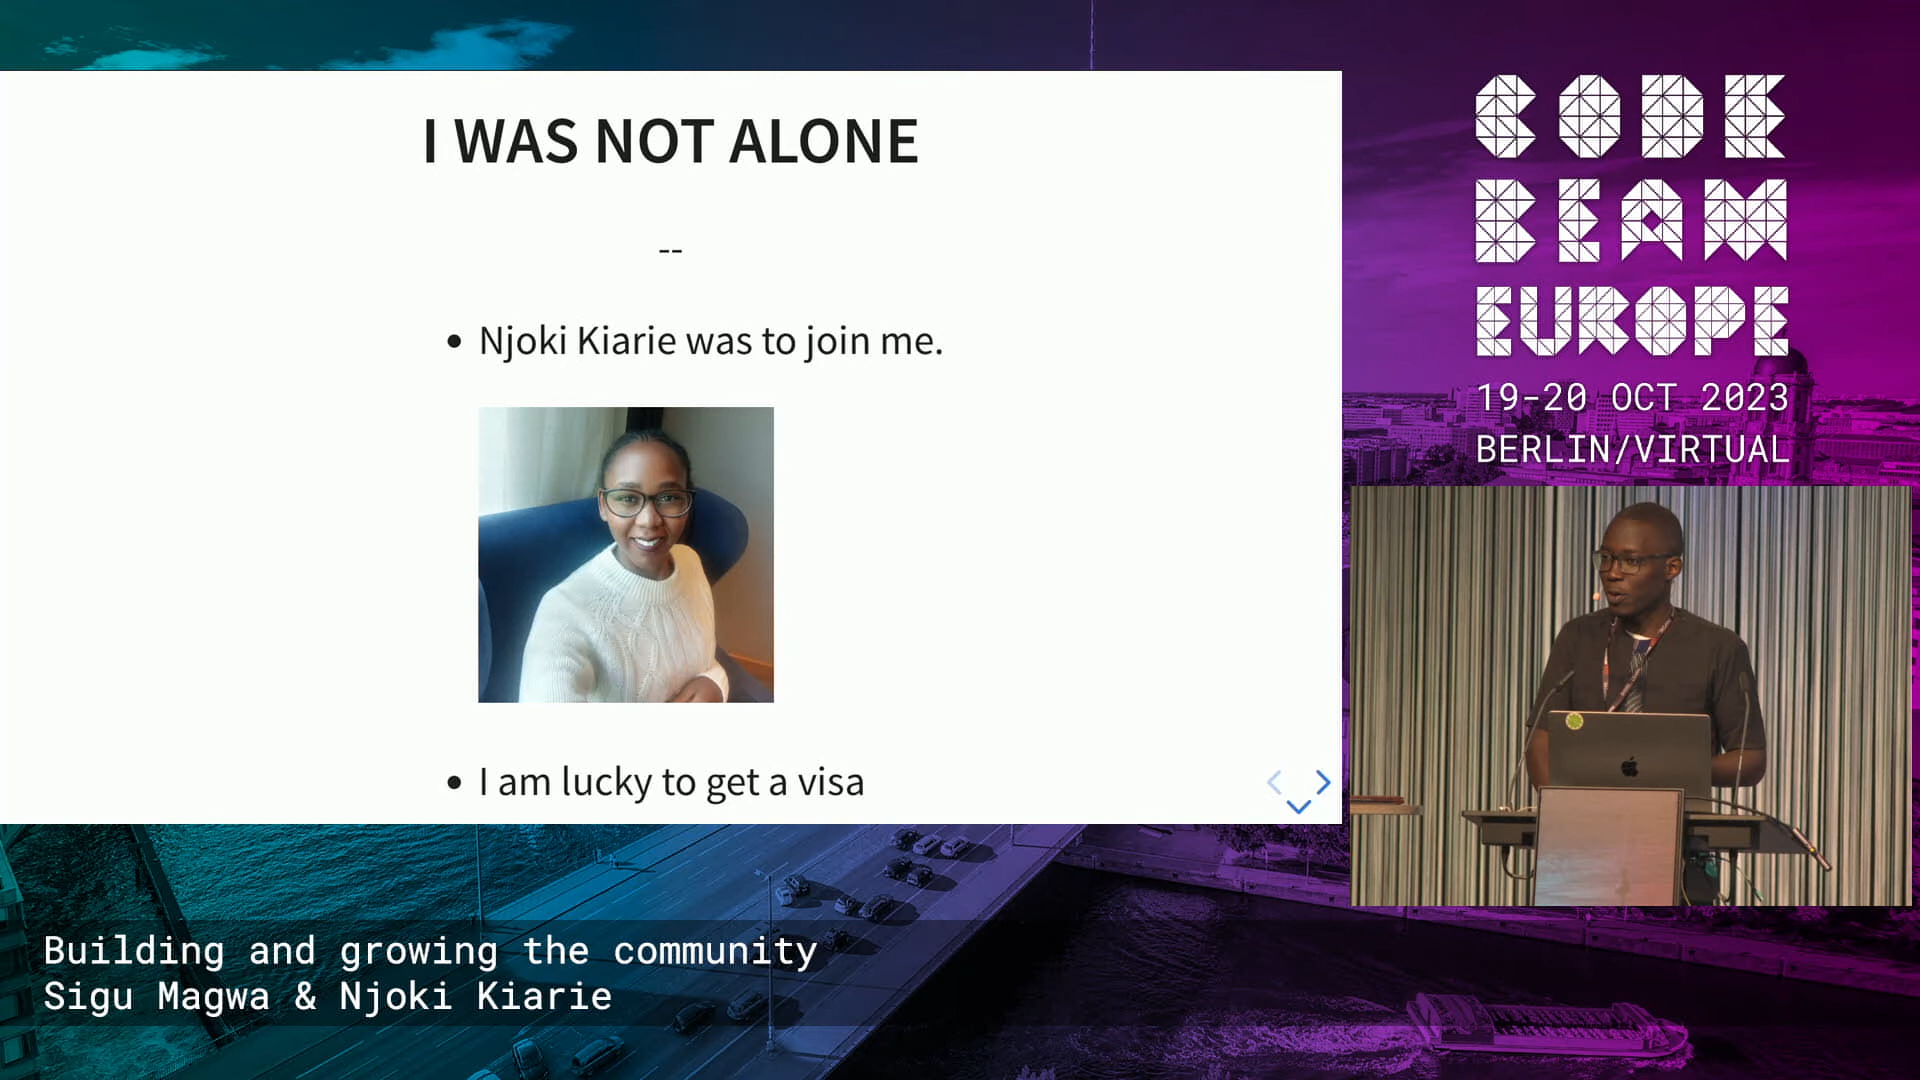 I WAS NOT ALONE
--
• Njoki Kiarie was to join me.
• I am lucky to get a visa
CODE
BEAM
EUROPE
19-20 OCT 2023
BERLIN/VIRTUAL
Building and growing the community
Sigu Magwa & Njoki Kiarie